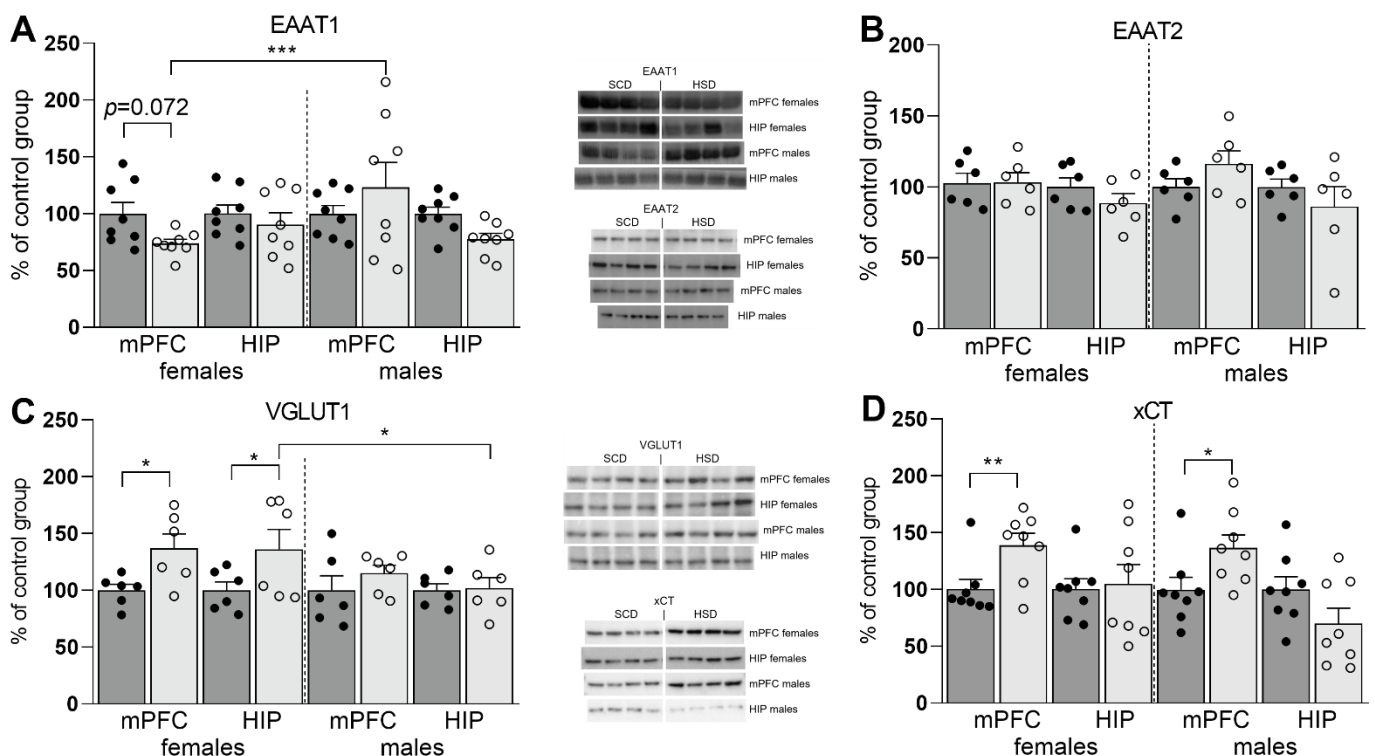 A
EAAT1
% of control group
250
200
150
100
50
0
***
p=0.072
mPFC HIP mPFC HIP
females males
EAAT1
SCD HSD
mPFC females
HIP females
mPFC males
HIP males
EAAT2
SCD HSD
mPFC females
HIP females
mPFC males
HIP males
B
EAAT2
% of control group
200
150
100
50
0
mPFC HIP mPFC HIP
females males
C
VGLUT1
% of control group
250
200
150
100
50
0
* * *
mPFC HIP mPFC HIP
females males
VGLUT1
SCD HSD
mPFC females
HIP females
mPFC males
HIP males
xCT
SCD HSD
mPFC females
HIP females
mPFC males
HIP males
D
xCT
% of control group
250
200
150
100
50
0
** *
mPFC HIP mPFC HIP
females males